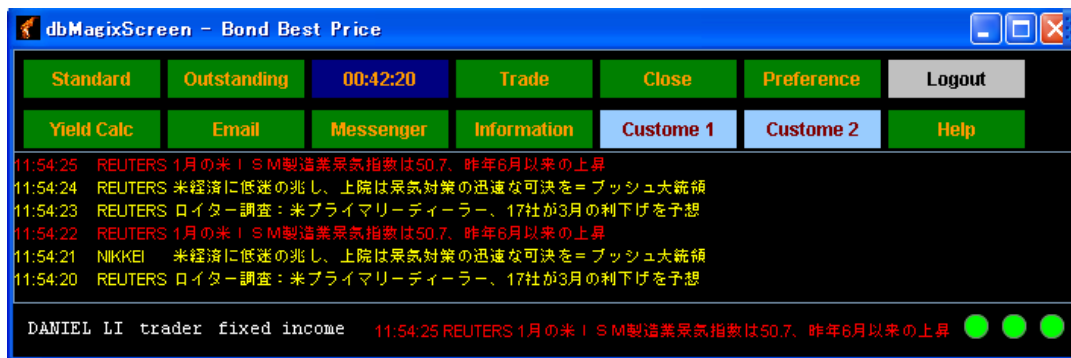 dbMagixScreen - Bond Best Price
Standard Outstanding 00:42:20 Trade Close Preference Logout
Yield Calc Email Messenger Information Custome 1 Custome 2 Help
11:54:25 REUTERS 1月の米ＩＳＭ製造業景気指数は50.7、昨年6月以来の上昇
11:54:24 REUTERS 米経済に低迷の兆し、上院は景気対策の迅速な可決を＝ブッシュ大統領
11:54:23 REUTERS ロイター調査：米プライマリーディーラー、17社が3月の利下げを予想
11:54:22 REUTERS 1月の米ＩＳＭ製造業景気指数は50.7、昨年6月以来の上昇
11:54:21 NIKKEI 米経済に低迷の兆し、上院は景気対策の迅速な可決を＝ブッシュ大統領
11:54:20 REUTERS ロイター調査：米プライマリーディーラー、17社が3月の利下げを予想
DANIEL LI trader fixed income 11:54:25 REUTERS 1月の米ＩＳＭ製造業景気指数は50.7、昨年6月以来の上昇